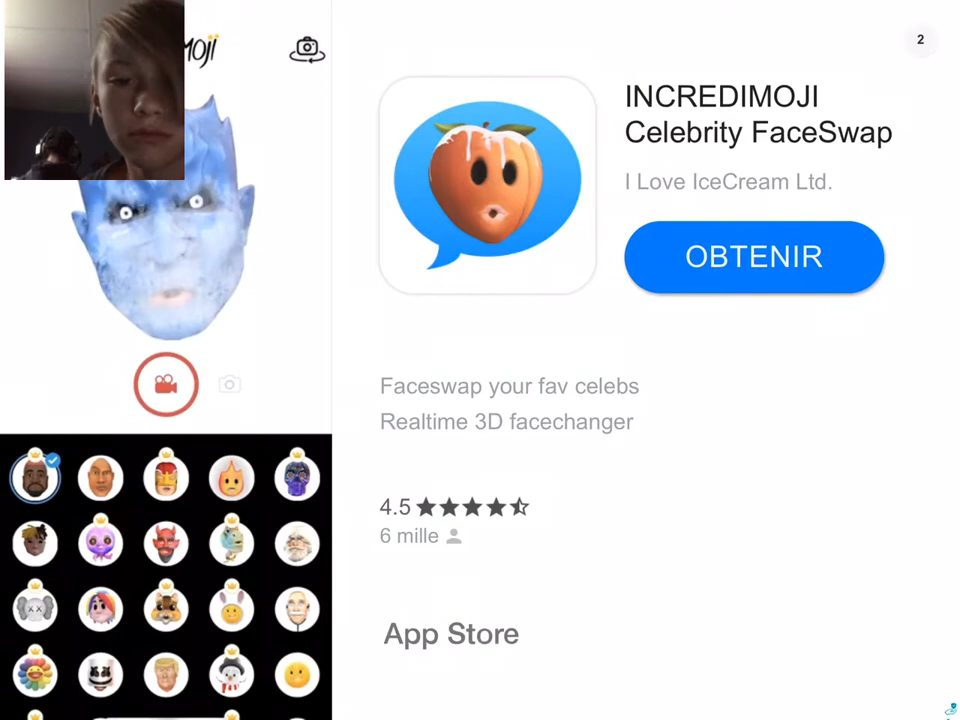 MOJI
2
INCREDIMOJI
Celebrity FaceSwap
I Love IceCream Ltd.
OBTENIR
Faceswap your fav celebs
Realtime 3D facechanger
4.5
6 mille
App Store